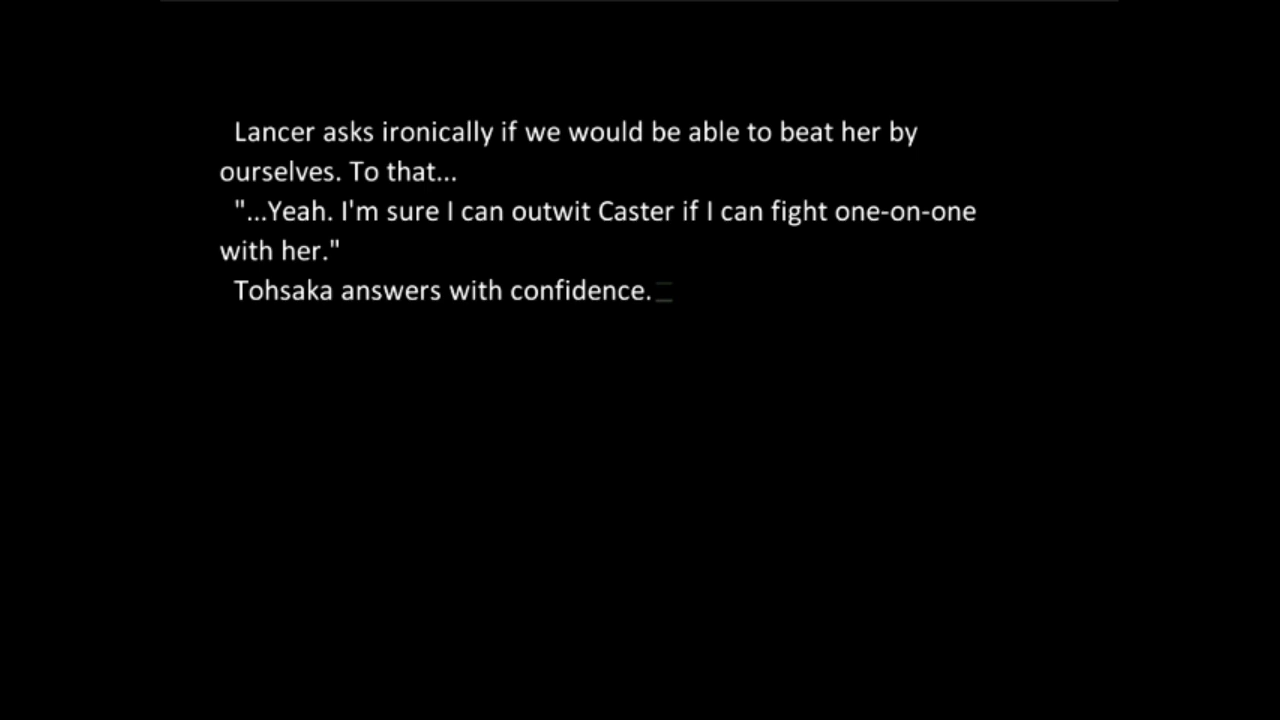 Lancer asks ironically if we would be able to beat her by
ourselves. To that...
"...Yeah. I'm sure I can outwit Caster if I can fight one-on-one
with her."
Tohsaka answers with confidence.